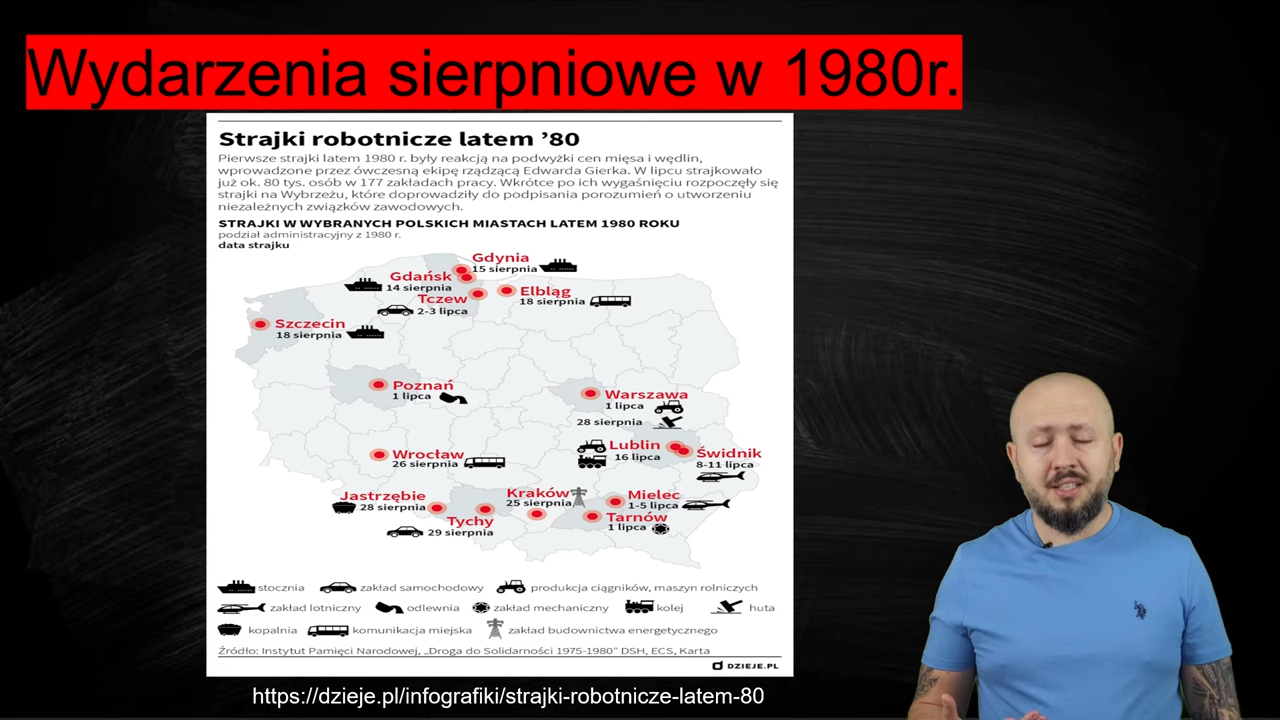 Wydarzenia sierpniowe w 1980r.
Strajki robotnicze latem ’80
Pierwsze strajki latem 1980 r. były reakcją na podwyżki cen mięsa i wędlin,
wprowadzone przez ówczesną ekipę rządzącą Edwarda Gierka. W lipcu strajkowało
już ok. 80 tys. osób w 177 zakładach pracy. Wkrótce po ich wygaśnięciu rozpoczęły się
strajki na Wybrzeżu, które doprowadziły do podpisania porozumień o utworzeniu
niezależnych związków zawodowych.
STRAJKI W WYBRANYCH POLSKICH MIASTACH LATEM 1980 ROKU
podział administracyjny z 1980 r.
data strajku
Gdynia
15 sierpnia
Gdańsk
14 sierpnia
Tczew
2-3 lipca
Elbląg
18 sierpnia
Szczecin
18 sierpnia
Poznań
1 lipca
Warszawa
1 lipca
28 sierpnia
Lublin
16 lipca
Świdnik
8-11 lipca
Wrocław
26 sierpnia
Jastrzębie
28 sierpnia
Tychy
29 sierpnia
Kraków
25 sierpnia
Mielec
1-5 lipca
Tarnów
1 lipca
stocznia zakład samochodowy produkcja ciągników, maszyn rolniczych
zakład lotniczy odlewnia zakład mechaniczny kolej huta
kopalnia komunikacja miejska zakład budownictwa energetycznego
Źródło: Instytut Pamięci Narodowej, „Droga do Solidarności 1975-1980” DSH, ECS, Karta
DZIEJE.PL
https://dzieje.pl/infografiki/strajki-robotnicze-latem-80